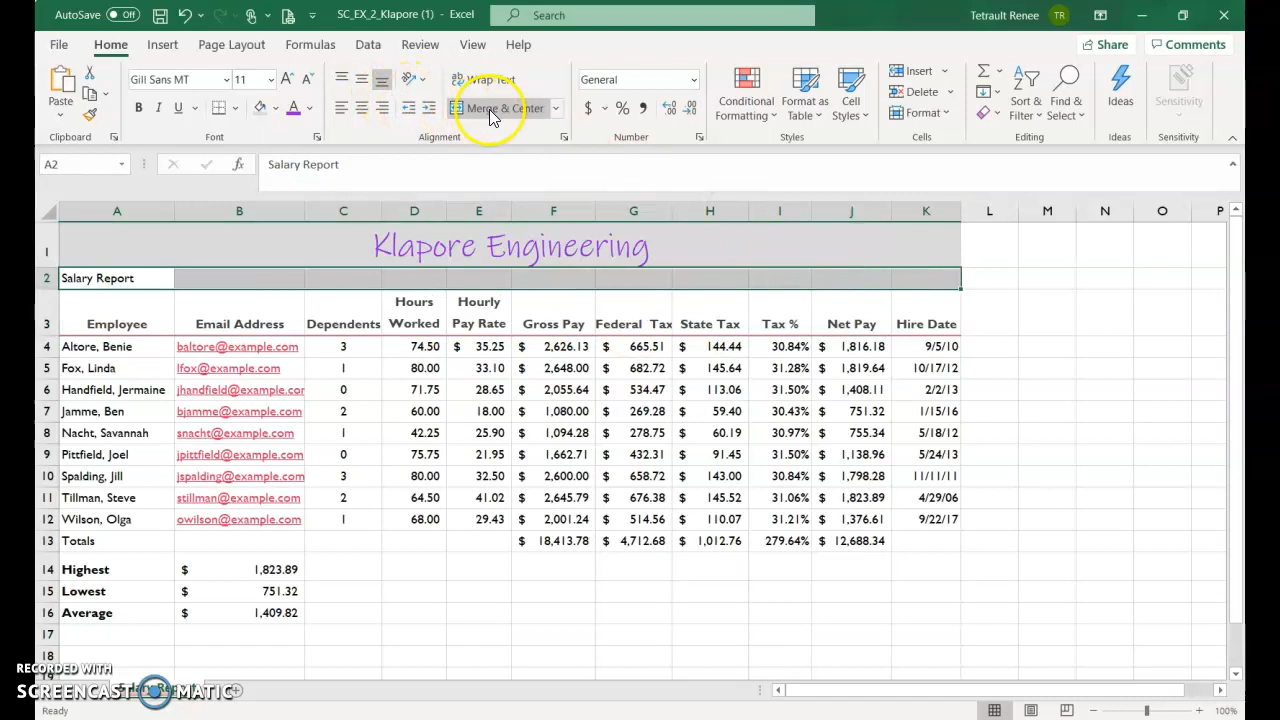 AutoSave Off SC_EX_2_Klapore (1) - Excel Search Tetrault Renee TR
File Home Insert Page Layout Formulas Data Review View Help Share Comments
Paste Gill Sans MT 11 Wrap Text General Conditional Formatting Format as Table Cell Styles Insert Sort & Filter Find & Select Ideas Sensitivity
B I U A Merge & Center $ % Delete
Format
Clipboard Font Alignment Number Styles Cells Editing Ideas Sensitivity
A2 fx Salary Report
A B C D E F G H I J K L M N O P
1 Klapore Engineering
2 Salary Report
3 Employee Email Address Dependents Hours Worked Hourly Pay Rate Gross Pay Federal Tax State Tax Tax % Net Pay Hire Date
4 Altore, Benie baltore@example.com 3 74.50 $ 35.25 $ 2,626.13 $ 665.51 $ 144.44 30.84% $ 1,816.18 9/5/10
5 Fox, Linda lfox@example.com 1 80.00 33.10 $ 2,648.00 $ 682.72 $ 145.64 31.28% $ 1,819.64 10/17/12
6 Handfield, Jermaine jhandfield@example.cor 0 71.75 28.65 $ 2,055.64 $ 534.47 $ 113.06 31.50% $ 1,408.11 2/2/13
7 Jamme, Ben bjamme@example.com 2 60.00 18.00 $ 1,080.00 $ 269.28 $ 59.40 30.43% $ 751.32 1/15/16
8 Nacht, Savannah snacht@example.com 1 42.25 25.90 $ 1,094.28 $ 278.75 $ 60.19 30.97% $ 755.34 5/18/12
9 Pittfield, Joel jpittfield@example.com 0 75.75 21.95 $ 1,662.71 $ 432.31 $ 91.45 31.50% $ 1,138.96 5/24/13
10 Spalding, Jill jspalding@example.com 3 80.00 32.50 $ 2,600.00 $ 658.72 $ 143.00 30.84% $ 1,798.28 11/11/11
11 Tillman, Steve stillman@example.com 2 64.50 41.02 $ 2,645.79 $ 676.38 $ 145.52 31.06% $ 1,823.89 4/29/06
12 Wilson, Olga owilson@example.com 1 68.00 29.43 $ 2,001.24 $ 514.56 $ 110.07 31.21% $ 1,376.61 9/22/17
13 Totals $ 18,413.78 $ 4,712.68 $ 1,012.76 279.64% $ 12,688.34
14 Highest $ 1,823.89
15 Lowest $ 751.32
16 Average $ 1,409.82
17
18
RECORDED WITH
SCREENCAST MATIC
Ready 100%